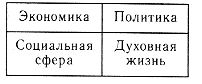 Экономика
Политика
Социальная
сфера
Духовная
жизнь